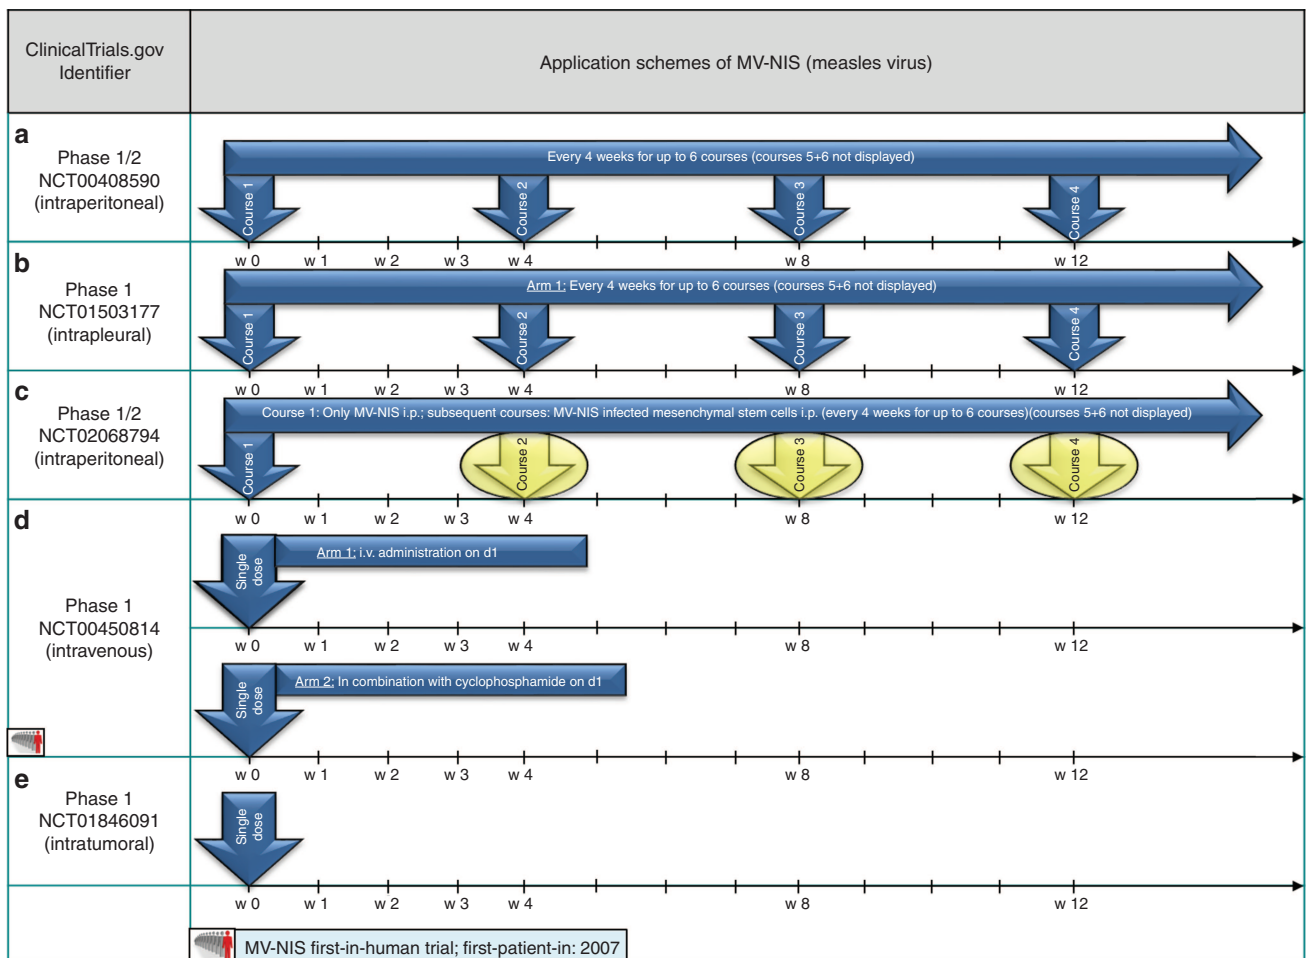 ClinicalTrials.gov
Identifier
Application schemes of MV-NIS (measles virus)
a
Phase 1/2
NCT00408590
(intraperitoneal)
Every 4 weeks for up to 6 courses (courses 5+6 not displayed)
Course 1
Course 2
Course 3
Course 4
w 0 w 1 w 2 w 3 w 4 w 8 w 12
b
Phase 1
NCT01503177
(intrapleural)
Arm 1: Every 4 weeks for up to 6 courses (courses 5+6 not displayed)
Course 1
Course 2
Course 3
Course 4
w 0 w 1 w 2 w 3 w 4 w 8 w 12
c
Phase 1/2
NCT02068794
(intraperitoneal)
Course 1: Only MV-NIS i.p.; subsequent courses: MV-NIS infected mesenchymal stem cells i.p. (every 4 weeks for up to 6 courses)(courses 5+6 not displayed)
Course 1
Course 2
Course 3
Course 4
w 0 w 1 w 2 w 3 w 4 w 8 w 12
d
Phase 1
NCT00450814
(intravenous)
Single
dose
Arm 1: i.v. administration on d1
w 0 w 1 w 2 w 3 w 4 w 8 w 12
Single
dose
Arm 2: In combination with cyclophosphamide on d1
w 0 w 1 w 2 w 3 w 4 w 8 w 12
e
Phase 1
NCT01846091
(intratumoral)
Single
dose
w 0 w 1 w 2 w 3 w 4 w 8 w 12
MV-NIS first-in-human trial; first-patient-in: 2007